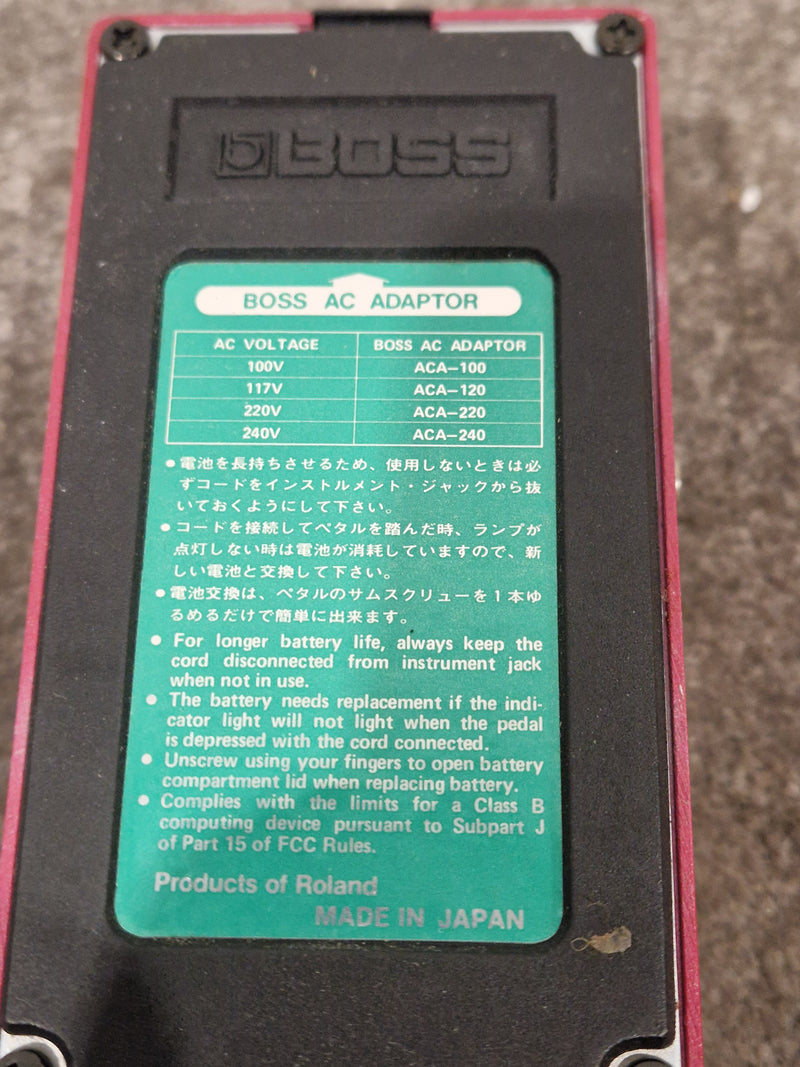 BOSS
BOSS AC ADAPTOR
AC VOLTAGE BOSS AC ADAPTOR
100V ACA-100
117V ACA-120
220V ACA-220
240V ACA-240
●電池を長持ちさせるため、使用しないときは必
ずコードをインストルメント・ジャックから抜
いておくようにして下さい。
●コードを接続してペタルを踏んだ時、ランプが
点灯しない時は電池が消耗していますので、新
しい電池と交換して下さい。
●電池交換は、ペタルのサムスクリューを1本ゆ
るめるだけで簡単に出来ます。
● For longer battery life, always keep the
cord disconnected from instrument jack
when not in use.
● The battery needs replacement if the indi-
cator light will not light when the pedal
is depressed with the cord connected.
● Unscrew using your fingers to open battery
compartment lid when replacing battery.
● Complies with the limits for a Class B
computing device pursuant to Subpart J
of Part 15 of FCC Rules.
Products of Roland
MADE IN JAPAN